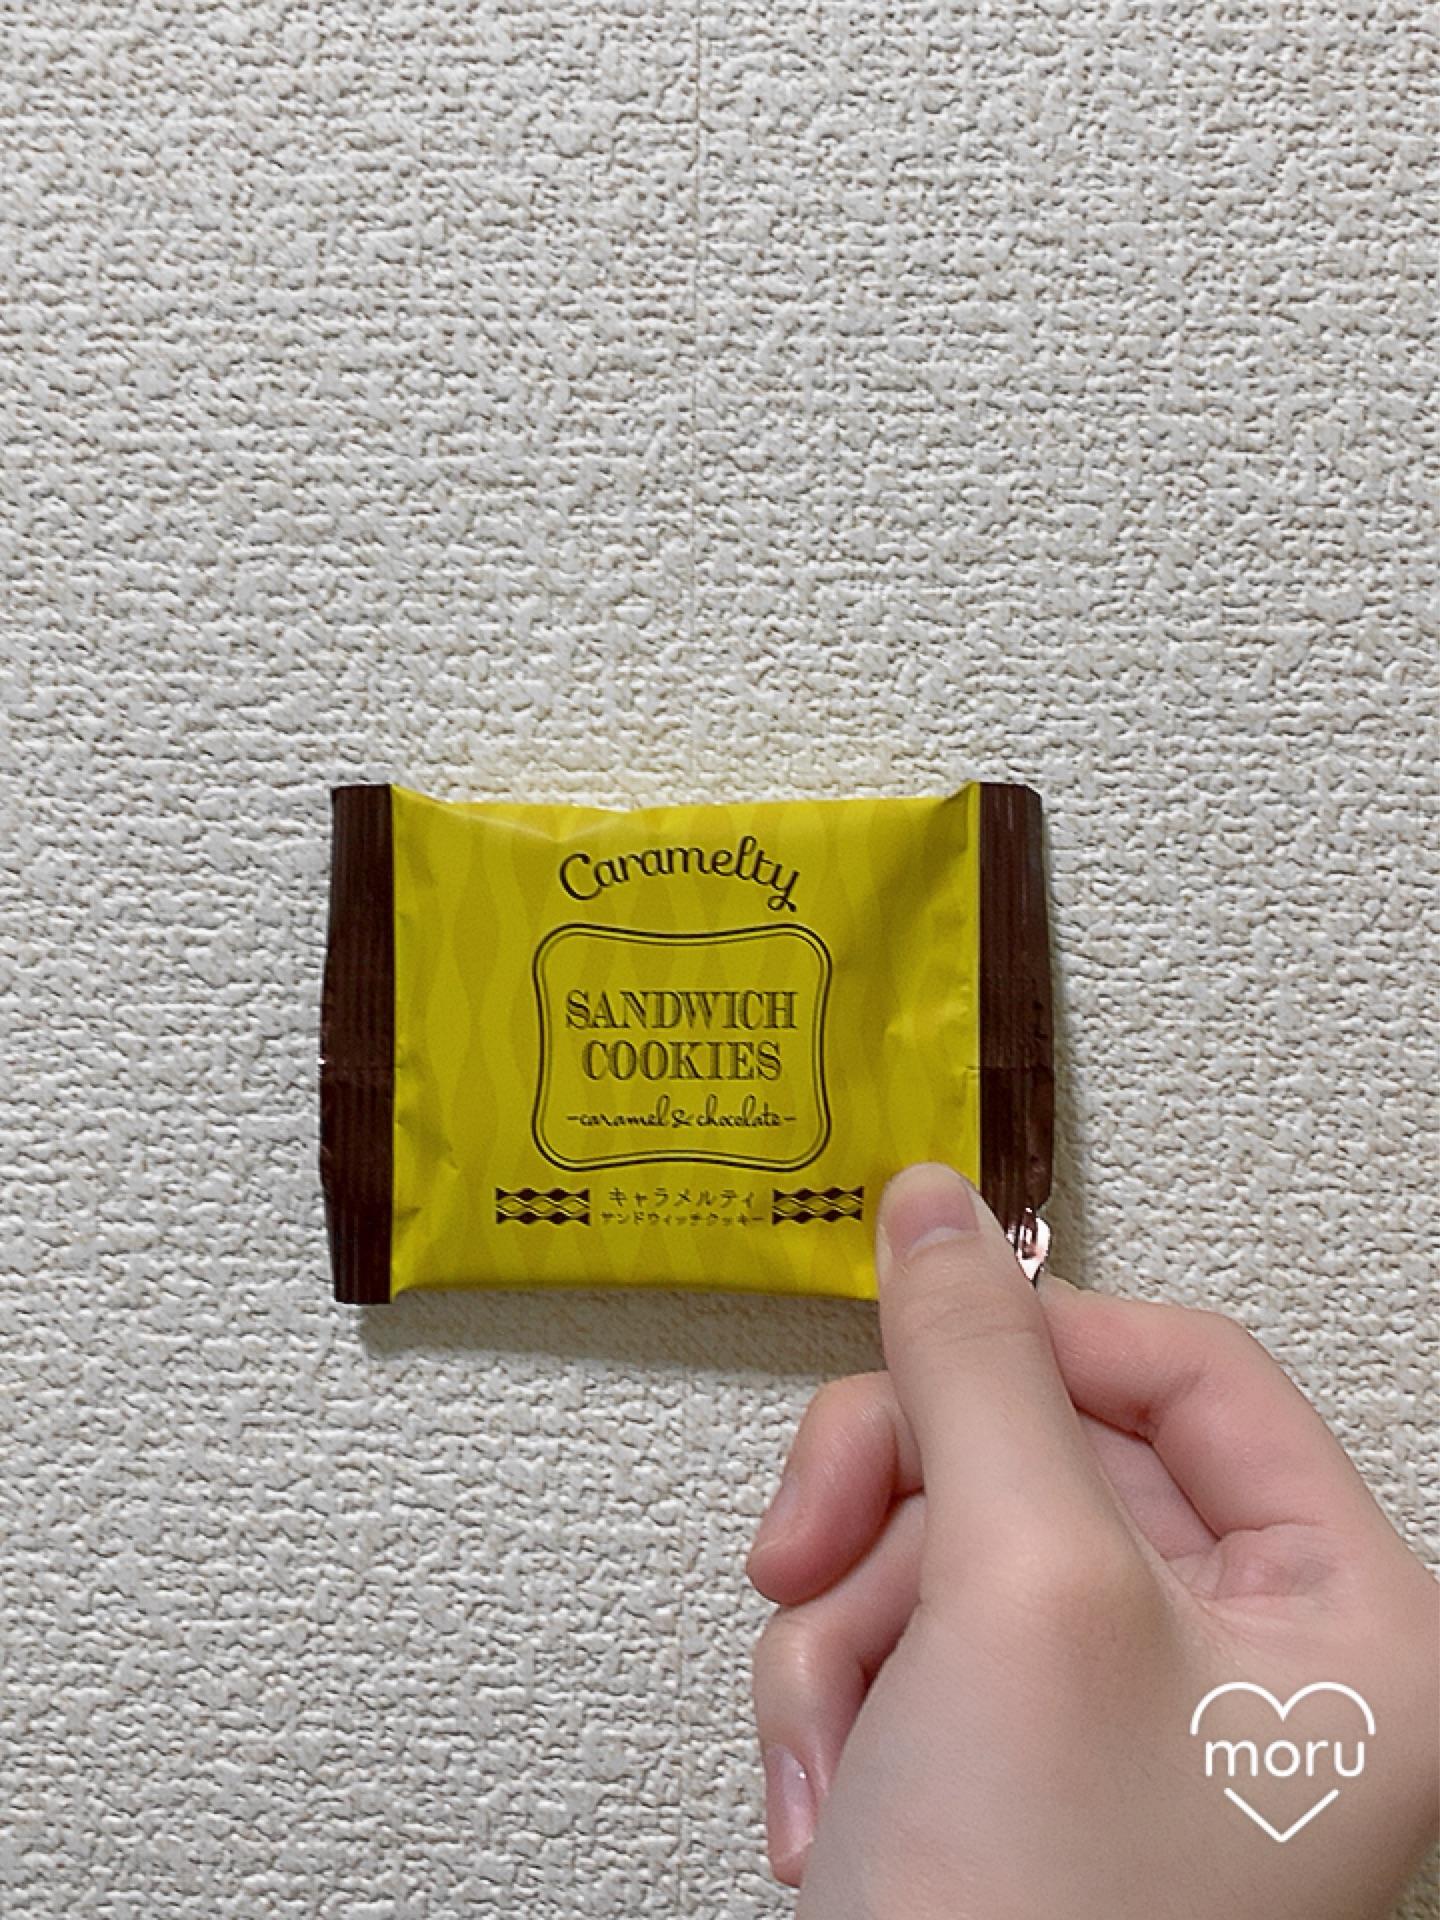 Caramelty
SANDWICH
COOKIES
-caramel & chocolate-
キャラメルティ
サンドウィッチクッキー
moru